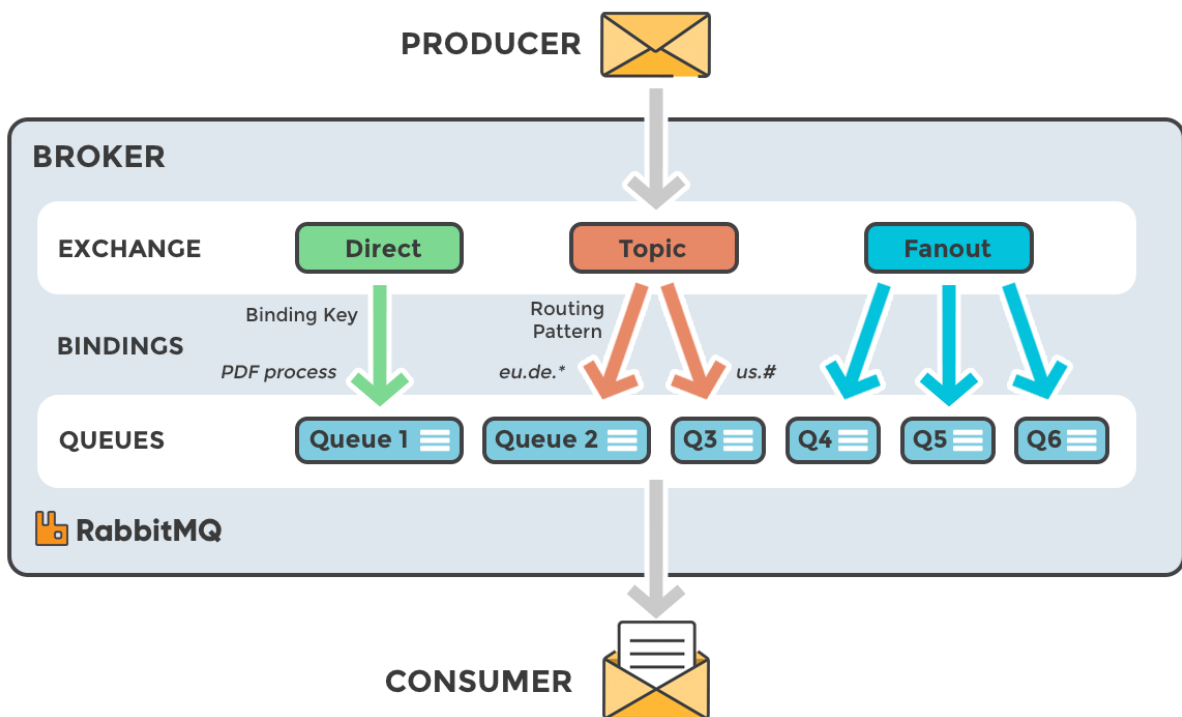 PRODUCER
BROKER
EXCHANGE
Direct
Topic
Fanout
Binding Key
Routing
Pattern
BINDINGS
PDF process
eu.de.*
us.#
QUEUES
Queue 1
Queue 2
Q3
Q4
Q5
Q6
RabbitMQ
CONSUMER